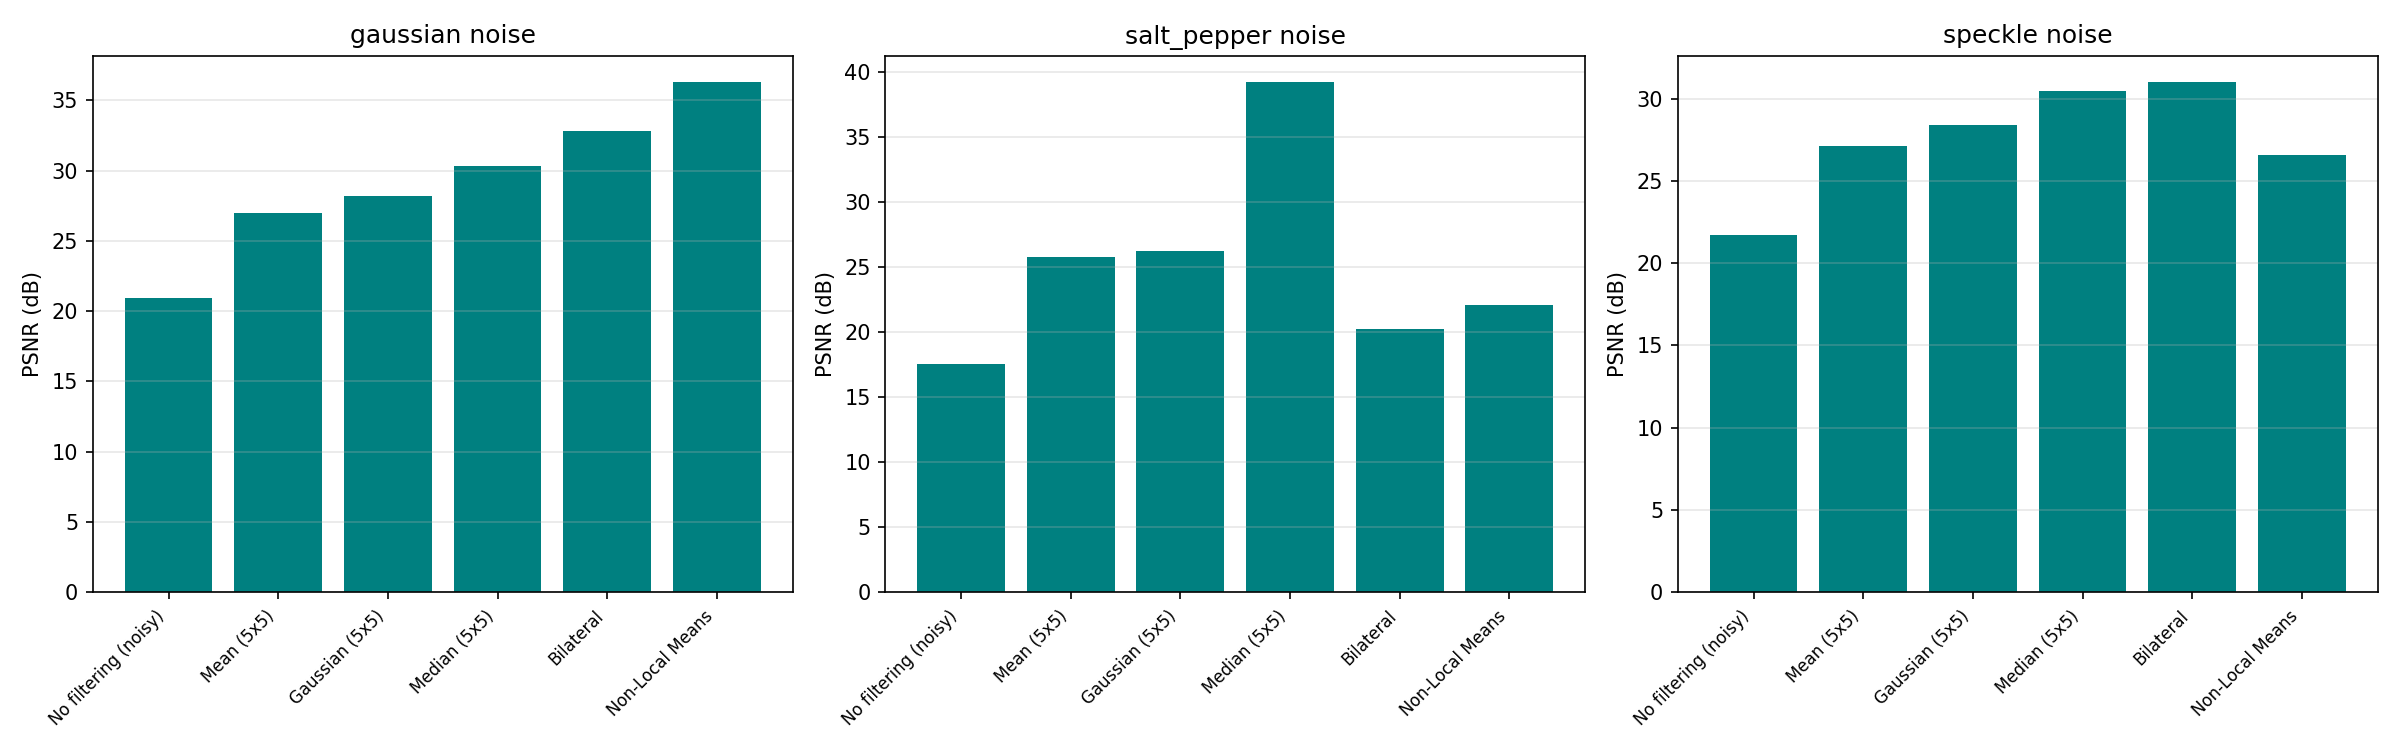 gaussian noise
PSNR (dB)
35
30
25
20
15
10
5
0
No filtering (noisy)
Mean (5x5)
Gaussian (5x5)
Median (5x5)
Bilateral
Non-Local Means
salt_pepper noise
PSNR (dB)
40
35
30
25
20
15
10
5
0
No filtering (noisy)
Mean (5x5)
Gaussian (5x5)
Median (5x5)
Bilateral
Non-Local Means
speckle noise
PSNR (dB)
30
25
20
15
10
5
0
No filtering (noisy)
Mean (5x5)
Gaussian (5x5)
Median (5x5)
Bilateral
Non-Local Means